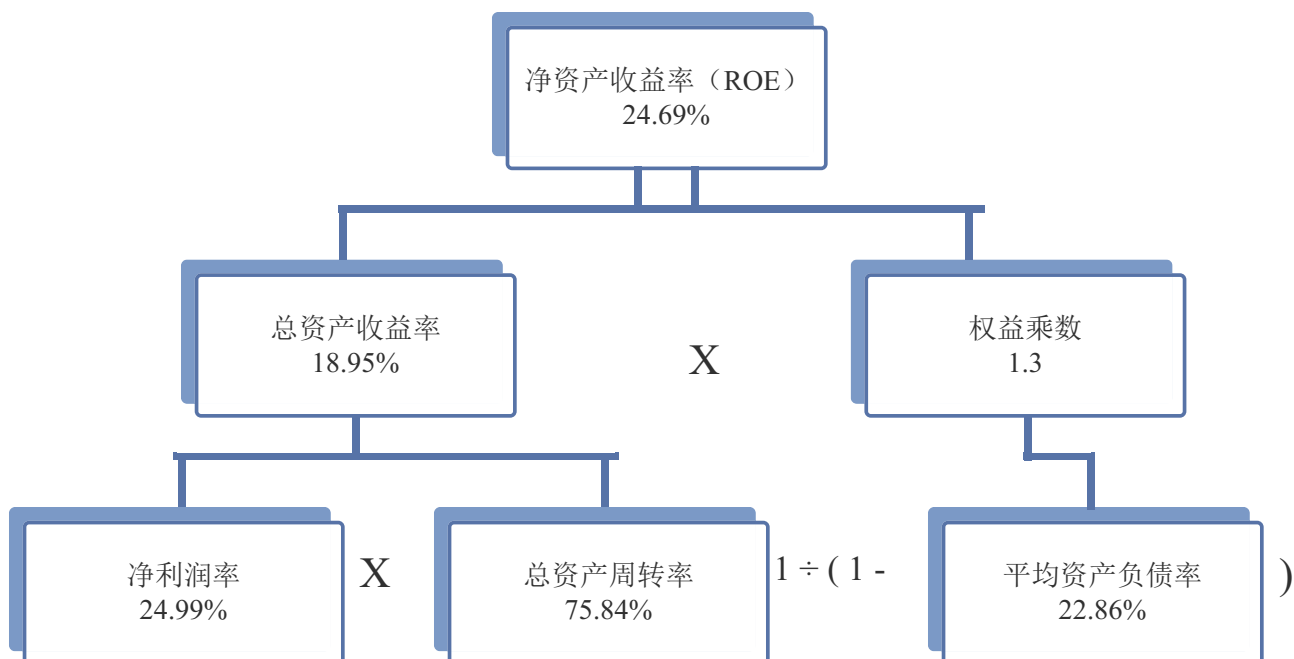 净资产收益率（ROE）
24.69%
总资产收益率
18.95%
X
权益乘数
1.3
净利润率
24.99%
X
总资产周转率
75.84%
1 ÷ ( 1 -
平均资产负债率
22.86%
)